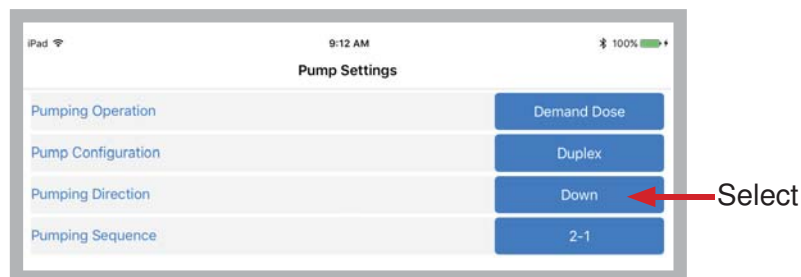 iPad 9:12 AM 100%
Pump Settings
Pumping Operation Demand Dose
Pump Configuration Duplex
Pumping Direction Down Select
Pumping Sequence 2-1